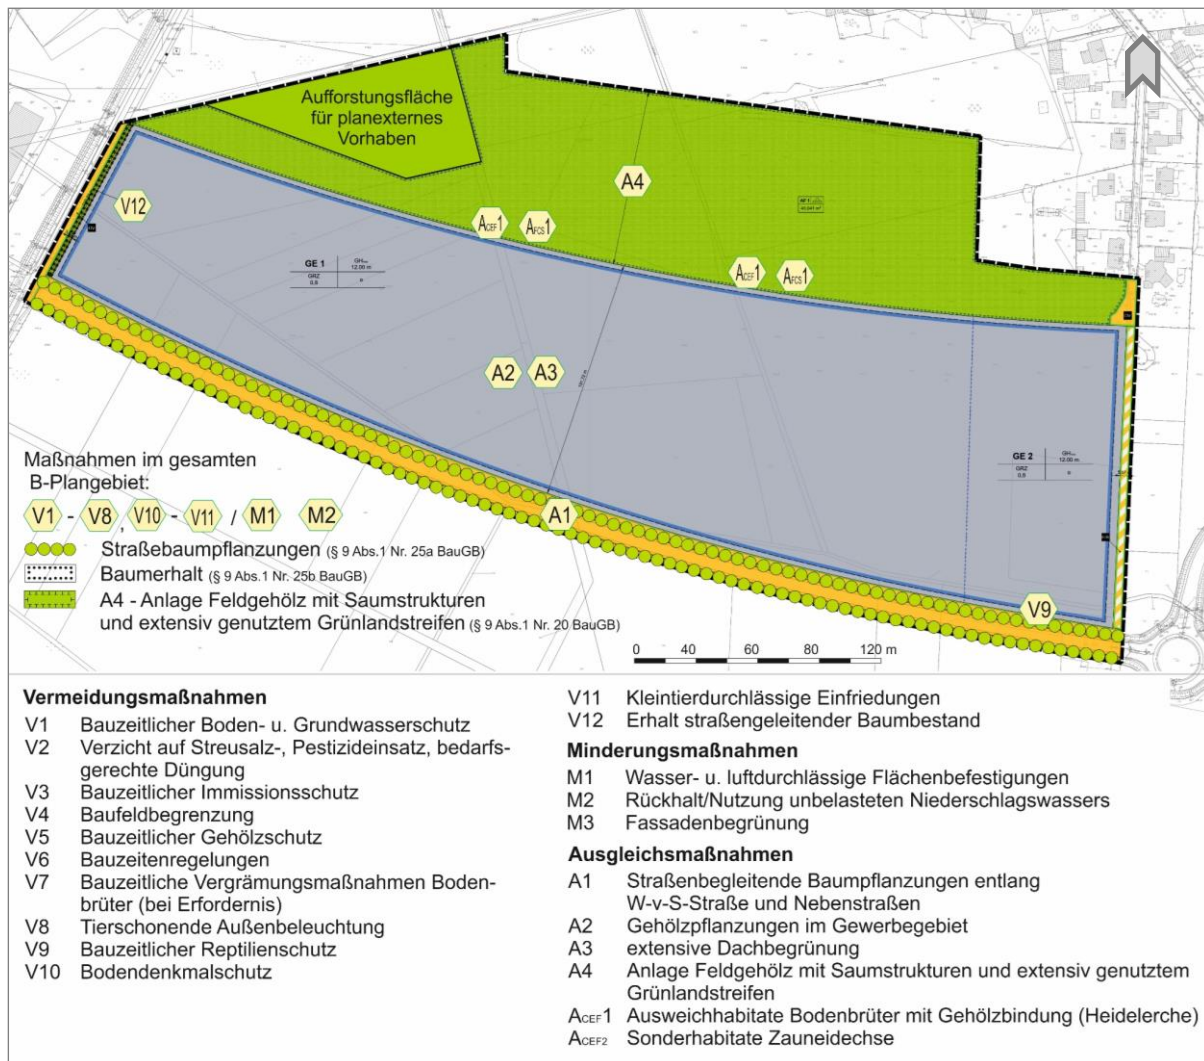 Aufforstungsfläche
für planexternes
Vorhaben
A4
V12
ACEF1
AFCS1
GE 1
12.00 m
GRZ
0,8
ACEF1
AFCS1
A2
A3
GE 2
12.00 m
GRZ
0,8
A1
V9
Maßnahmen im gesamten
B-Plangebiet:
V1 - V8, V10 - V11 / M1 M2
Straßebaumpflanzungen (§ 9 Abs.1 Nr. 25a BauGB)
Baumerhalt (§ 9 Abs.1 Nr. 25b BauGB)
A4 - Anlage Feldgehölz mit Saumstrukturen
und extensiv genutztem Grünlandstreifen (§ 9 Abs.1 Nr. 20 BauGB)
0 40 60 80 120 m
Vermeidungsmaßnahmen
V1 Bauzeitlicher Boden- u. Grundwasserschutz
V2 Verzicht auf Streusalz-, Pestizideinsatz, bedarfs-
gerechte Düngung
V3 Bauzeitlicher Immissionsschutz
V4 Baufeldbegrenzung
V5 Bauzeitlicher Gehölzschutz
V6 Bauzeitenregelungen
V7 Bauzeitliche Vergrämungsmaßnahmen Boden-
brüter (bei Erfordernis)
V8 Tierschonende Außenbeleuchtung
V9 Bauzeitlicher Reptilienschutz
V10 Bodendenkmalschutz
V11 Kleintierdurchlässige Einfriedungen
V12 Erhalt straßengeleitender Baumbestand
Minderungsmaßnahmen
M1 Wasser- u. luftdurchlässige Flächenbefestigungen
M2 Rückhalt/Nutzung unbelasteten Niederschlagswassers
M3 Fassadenbegrünung
Ausgleichsmaßnahmen
A1 Straßenbegleitende Baumpflanzungen entlang
W-v-S-Straße und Nebenstraßen
A2 Gehölzpflanzungen im Gewerbegebiet
A3 extensive Dachbegrünung
A4 Anlage Feldgehölz mit Saumstrukturen und extensiv genutztem
Grünlandstreifen
ACEF1 Ausweichhabitate Bodenbrüter mit Gehölzbindung (Heidelerche)
ACEF2 Sonderhabitate Zauneidechse